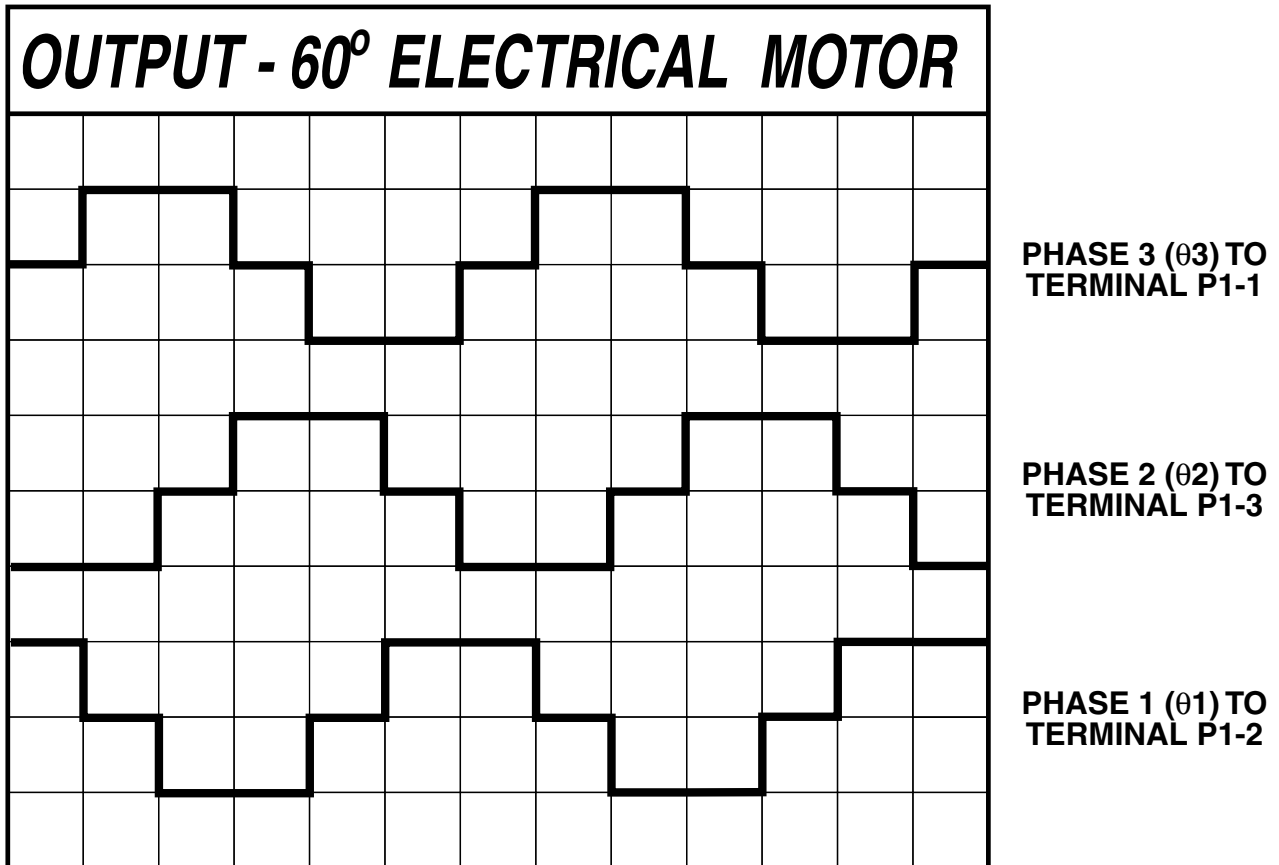 OUTPUT - 60º ELECTRICAL MOTOR
PHASE 3 (θ3) TO
TERMINAL P1-1
PHASE 2 (θ2) TO
TERMINAL P1-3
PHASE 1 (θ1) TO
TERMINAL P1-2